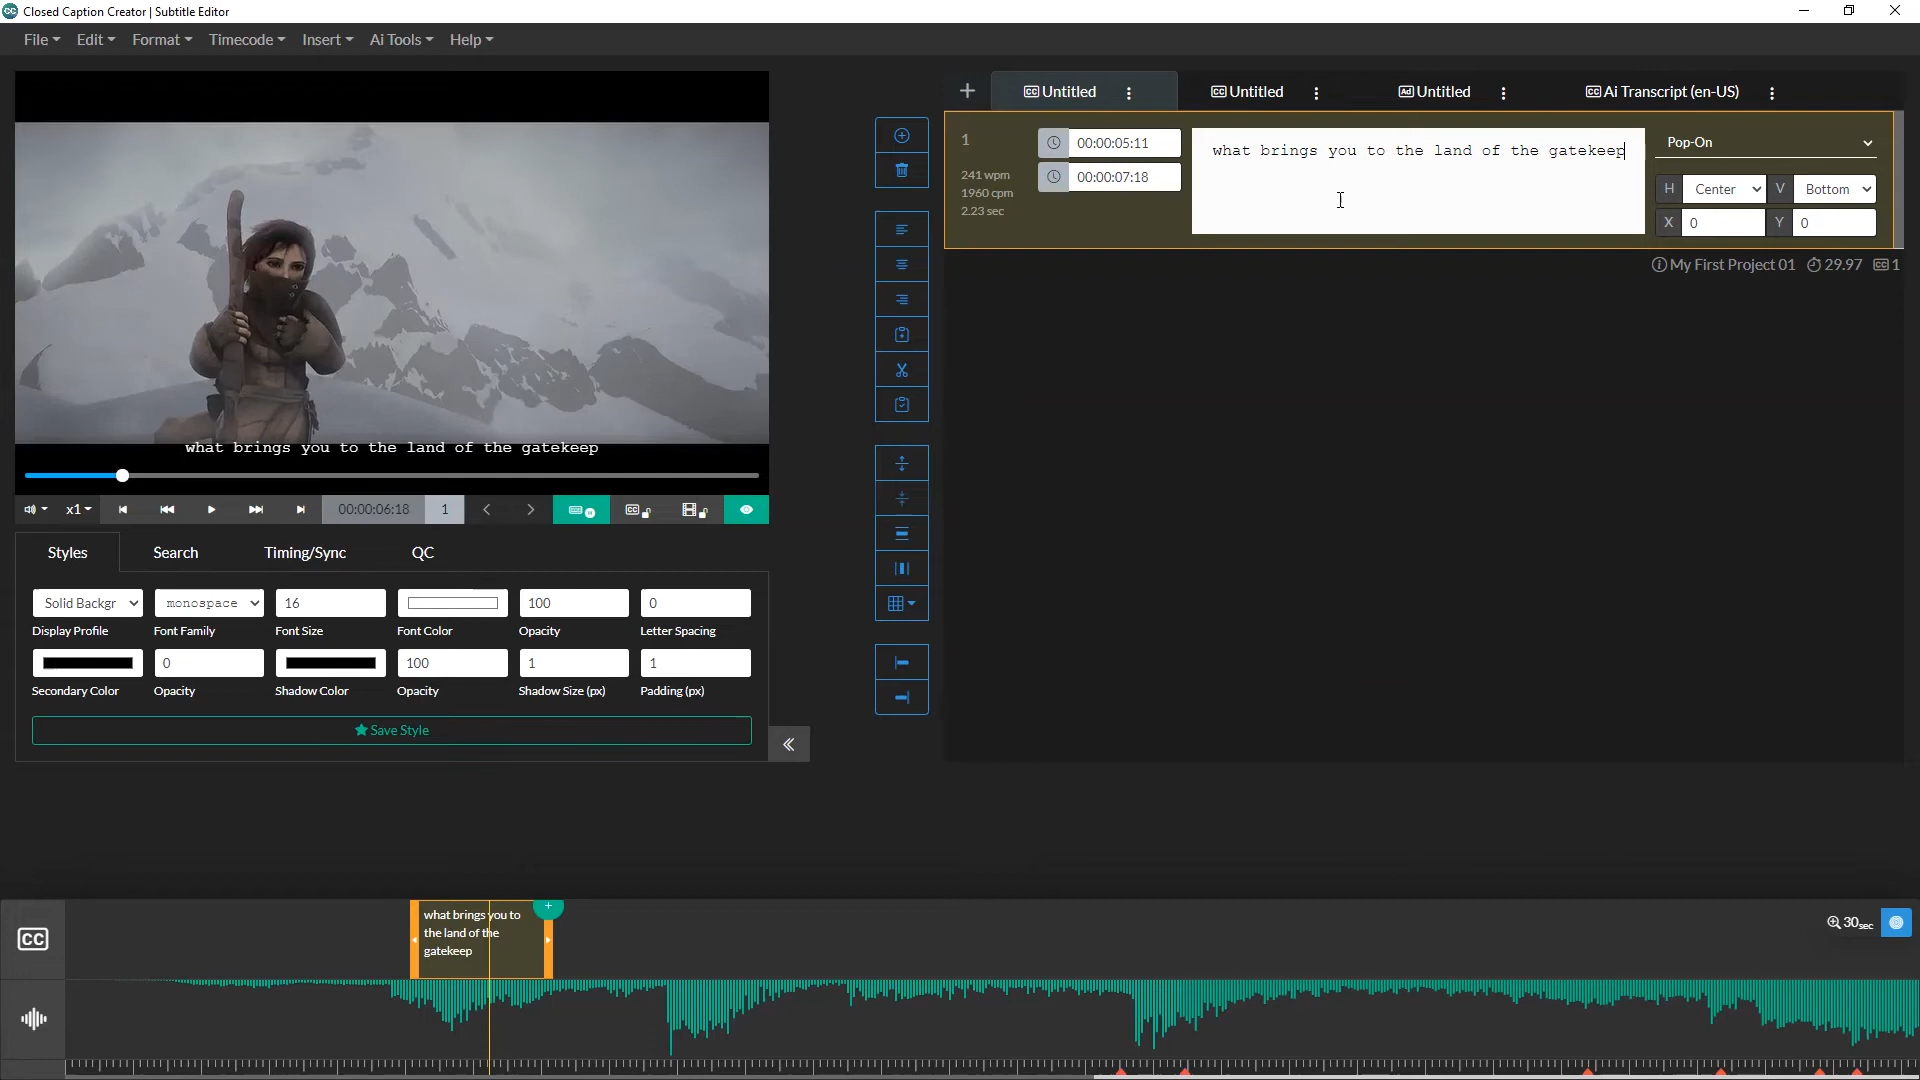 Closed Caption Creator | Subtitle Editor
File Edit Format Timecode Insert Ai Tools Help
Untitled Untitled Untitled Ai Transcript (en-US)
1
00:00:05:11
what brings you to the land of the gatekeep
Pop-On
241 wpm
00:00:07:18
H Center V Bottom
1960 cpm
2.23 sec
X 0 Y 0
My First Project 01 29.97 1
what brings you to the land of the gatekeep
x1 00:00:06:18 1
Styles Search Timing/Sync QC
Solid Backgr monospace 16 100 0
Display Profile Font Family Font Size Font Color Opacity Letter Spacing
0 100 1 1
Secondary Color Opacity Shadow Color Opacity Shadow Size (px) Padding (px)
Save Style
CC
what brings you to
the land of the
gatekeep
30sec